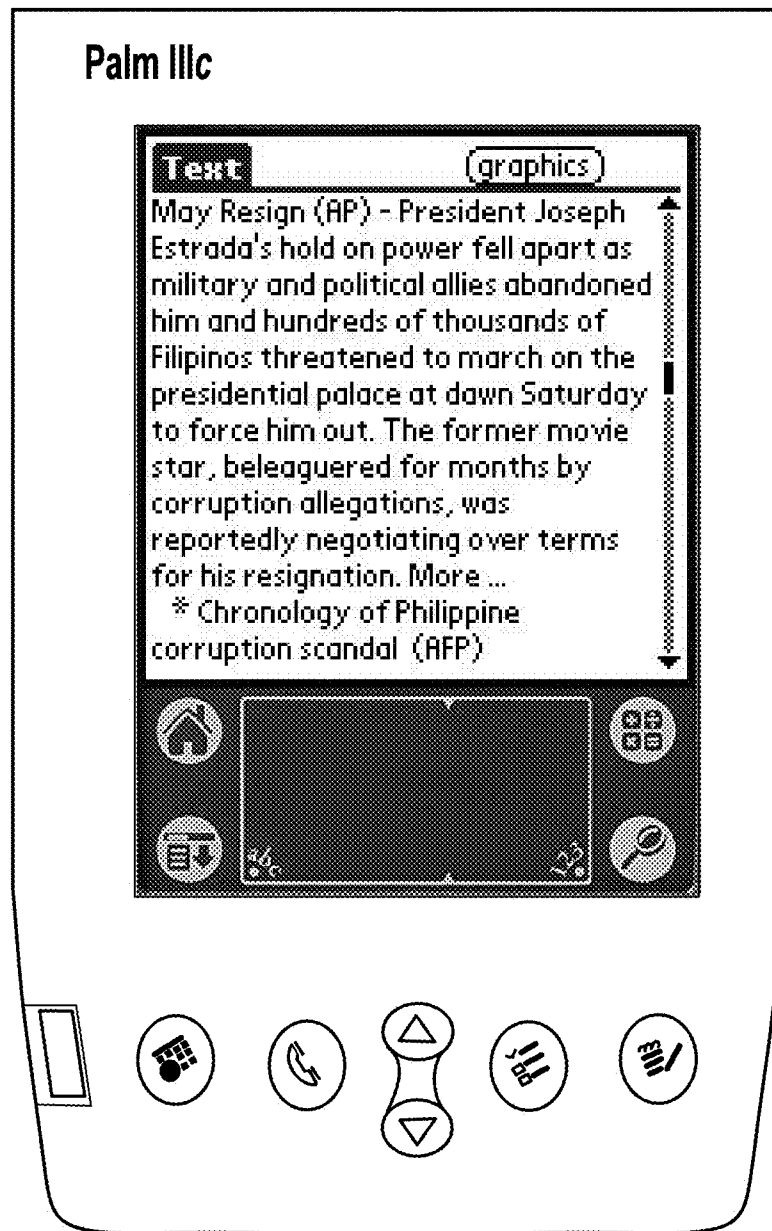 Palm IIIc
Text
(graphics)
May Resign (AP) - President Joseph
Estrada's hold on power fell apart as
military and political allies abandoned
him and hundreds of thousands of
Filipinos threatened to march on the
presidential palace at dawn Saturday
to force him out. The former movie
star, beleaguered for months by
corruption allegations, was
reportedly negotiating over terms
for his resignation. More ...
* Chronology of Philippine
corruption scandal (AFP)
abc
123